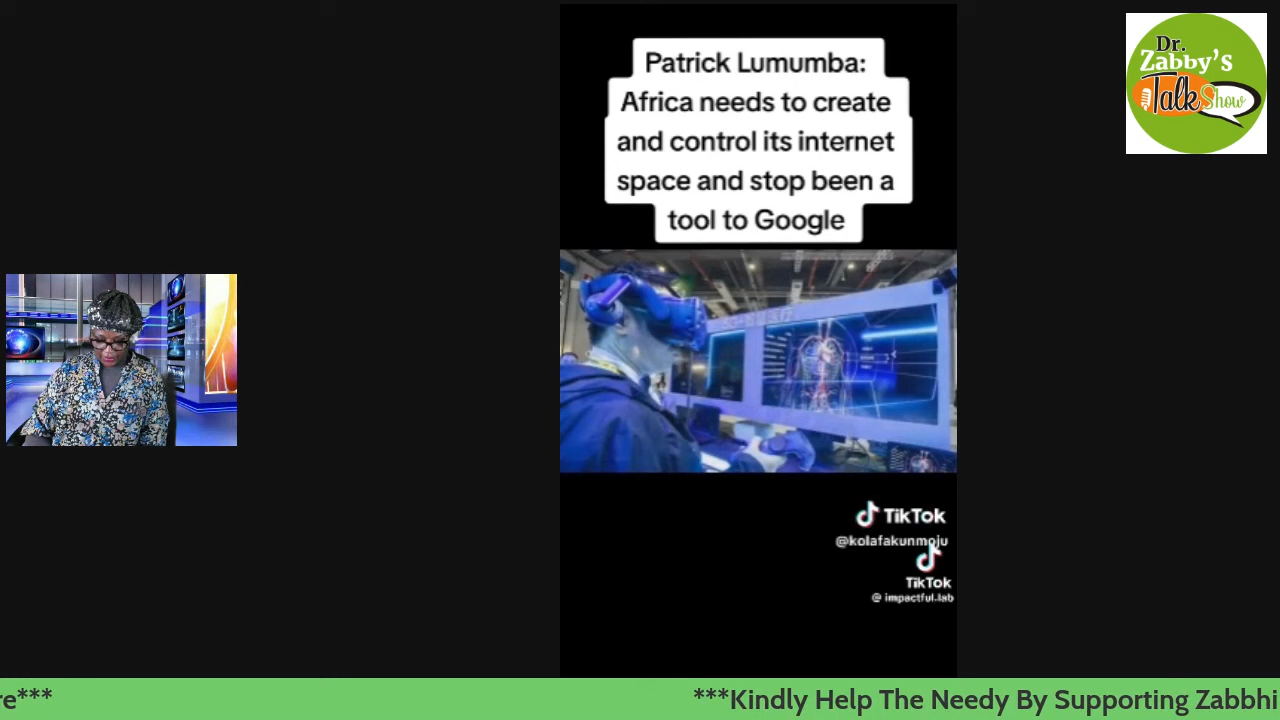 Patrick Lumumba:
Africa needs to create
and control its internet
space and stop been a
tool to Google
Dr.
Zabby's
Talk Show
TikTok
@kolafakunmoju
TikTok
@ impactful.lab
re***
***Kindly Help The Needy By Supporting Zabbhi